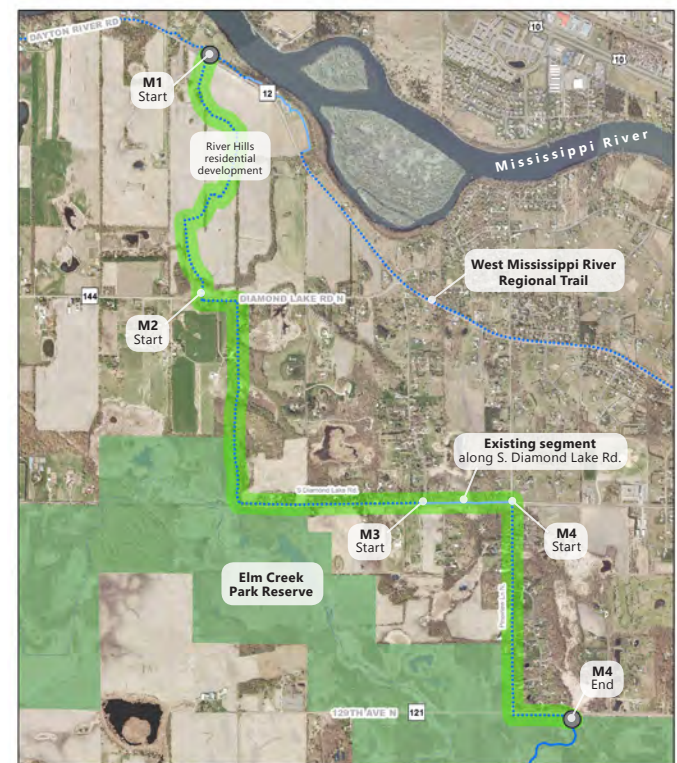 DAYTON RIVER RD
10
10
M1
Start
12
River Hills
residential
development
Mississippi River
West Mississippi River
Regional Trail
144
DIAMOND LAKE RD N
M2
Start
Existing segment
along S. Diamond Lake Rd.
S Diamond Lake Rd.
M3
Start
M4
Start
Elm Creek
Park Reserve
M4
End
129TH AVE N
121